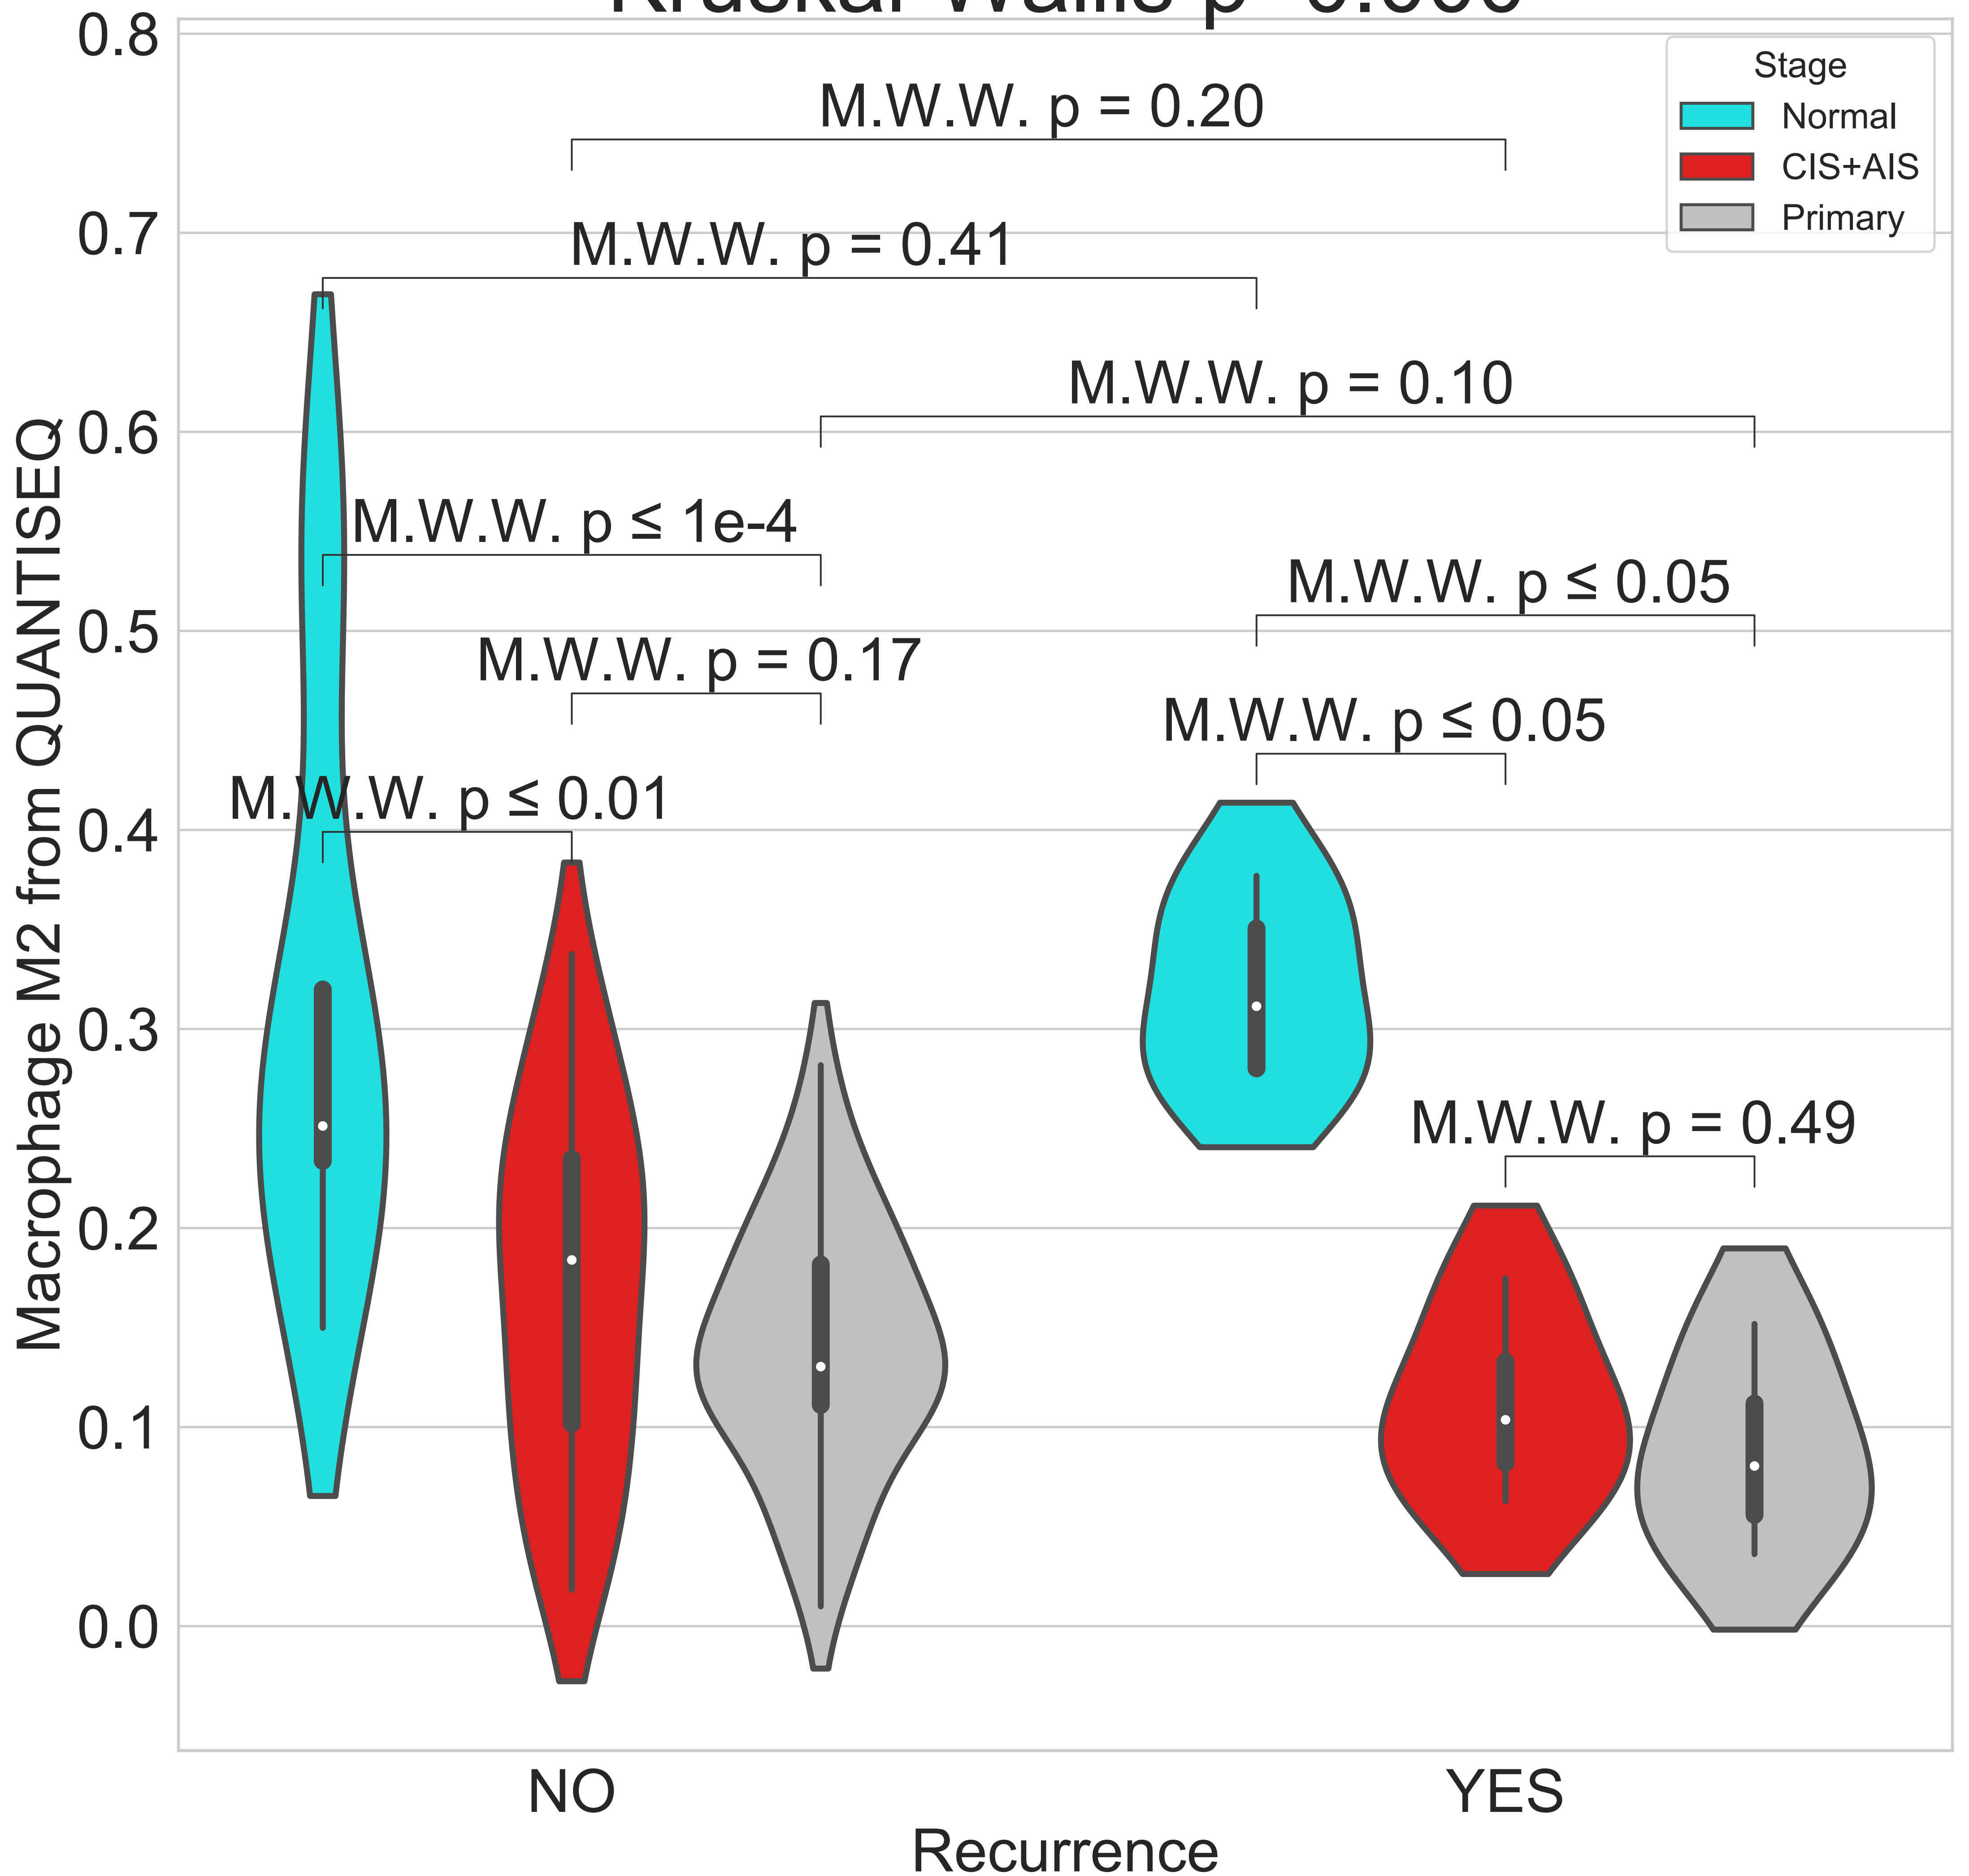 0.8
Stage
Normal
CIS+AIS
Primary
M.W.W. p = 0.20
0.7
M.W.W. p = 0.41
M.W.W. p = 0.10
0.6
M.W.W. p ≤ 1e-4
M.W.W. p ≤ 0.05
0.5
M.W.W. p = 0.17
M.W.W. p ≤ 0.05
M.W.W. p ≤ 0.01
0.4
0.3
M.W.W. p = 0.49
0.2
0.1
0.0
Macrophage M2 from QUANTISEQ
NO
YES
Recurrence